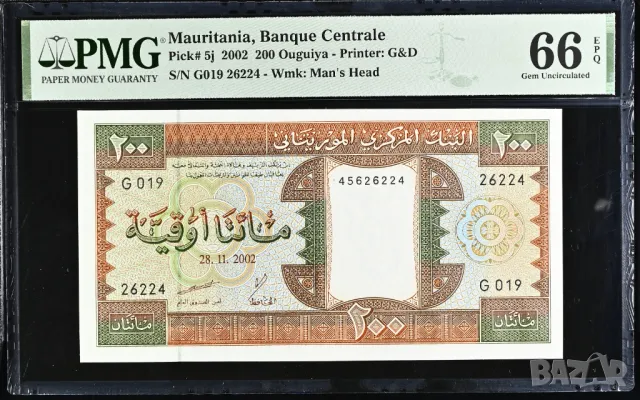 PMG
PAPER MONEY GUARANTY
Mauritania, Banque Centrale
Pick# 5j 2002 200 Ouguiya - Printer: G&D
S/N G019 26224 - Wmk: Man's Head
66 EPQ
Gem Uncirculated
٢٠٠
البنك المركزي الموريتاني
٢٠٠
G 019
45626224
26224
مائتا أوقية
28. 11. 2002
26224
G 019
المحافظ
مائتان
٢٠٠
مائتان
BAZAR